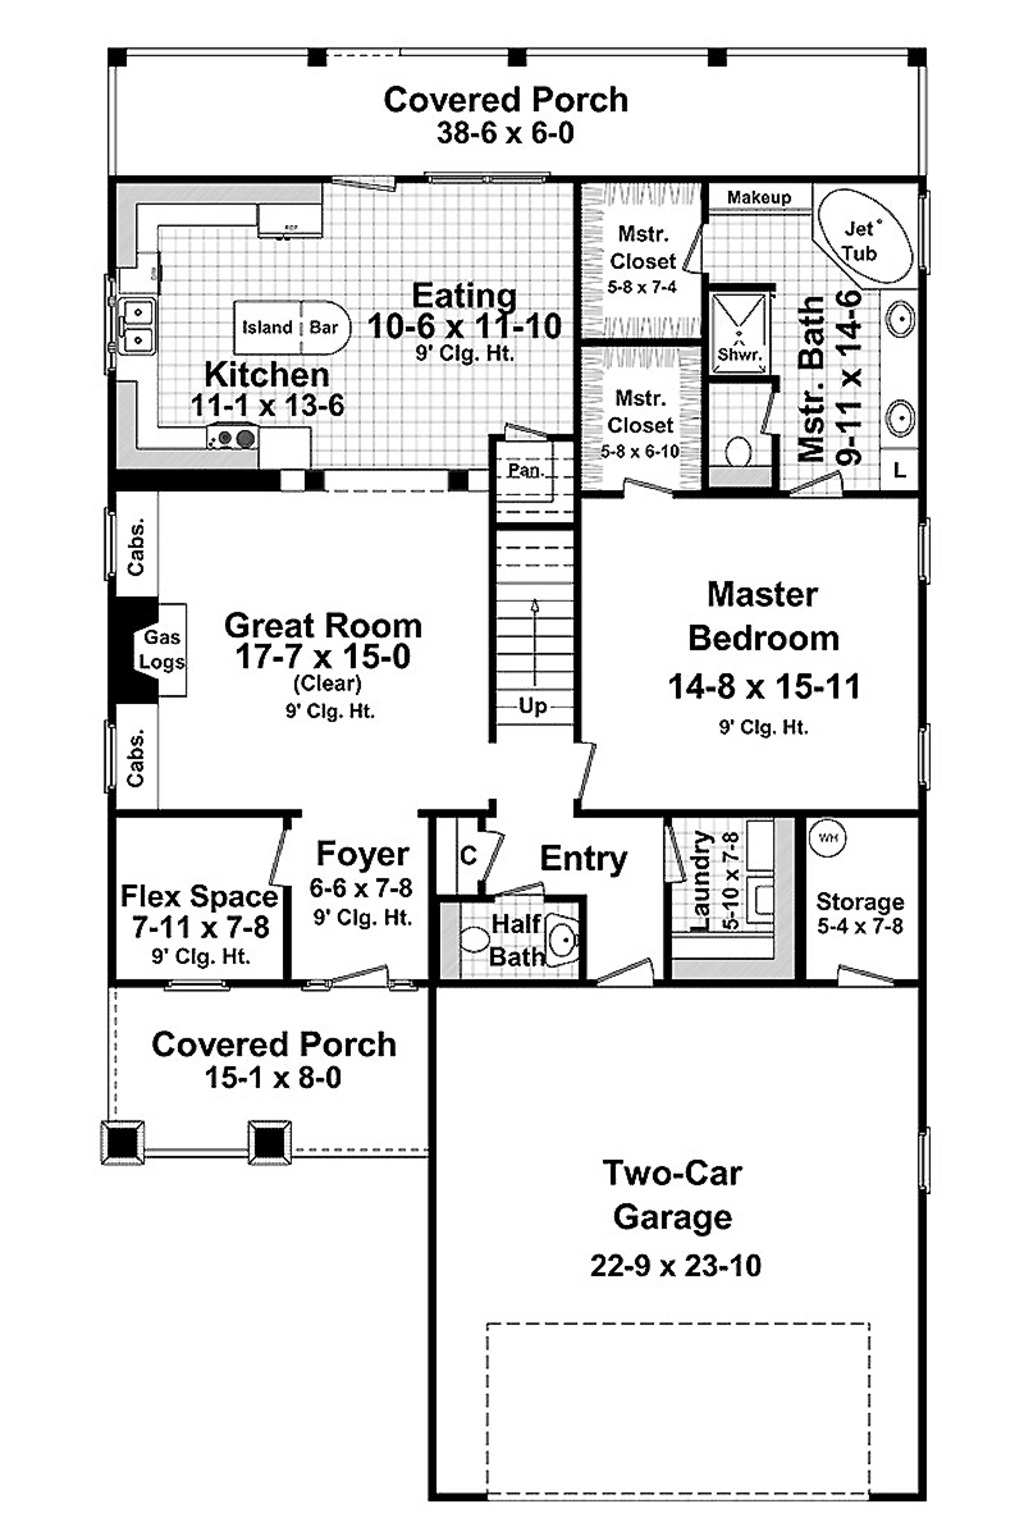 Covered Porch
38-6 x 6-0
Makeup
Jet
Tub
Mstr.
Closet
5-8 x 7-4
Eating
10-6 x 11-10
9' Clg. Ht.
Island
Bar
Kitchen
11-1 x 13-6
Shwr.
Mstr. Bath
9-11 x 14-6
Mstr.
Closet
5-8 x 6-10
L
Pan.
Cabs.
Gas
Logs
Cabs.
Great Room
17-7 x 15-0
(Clear)
9' Clg. Ht.
Up
Master
Bedroom
14-8 x 15-11
9' Clg. Ht.
Flex Space
7-11 x 7-8
9' Clg. Ht.
Foyer
6-6 x 7-8
9' Clg. Ht.
C
Entry
Half
Bath
Laundry
5-10 x 7-8
WH
Storage
5-4 x 7-8
Covered Porch
15-1 x 8-0
Two-Car
Garage
22-9 x 23-10